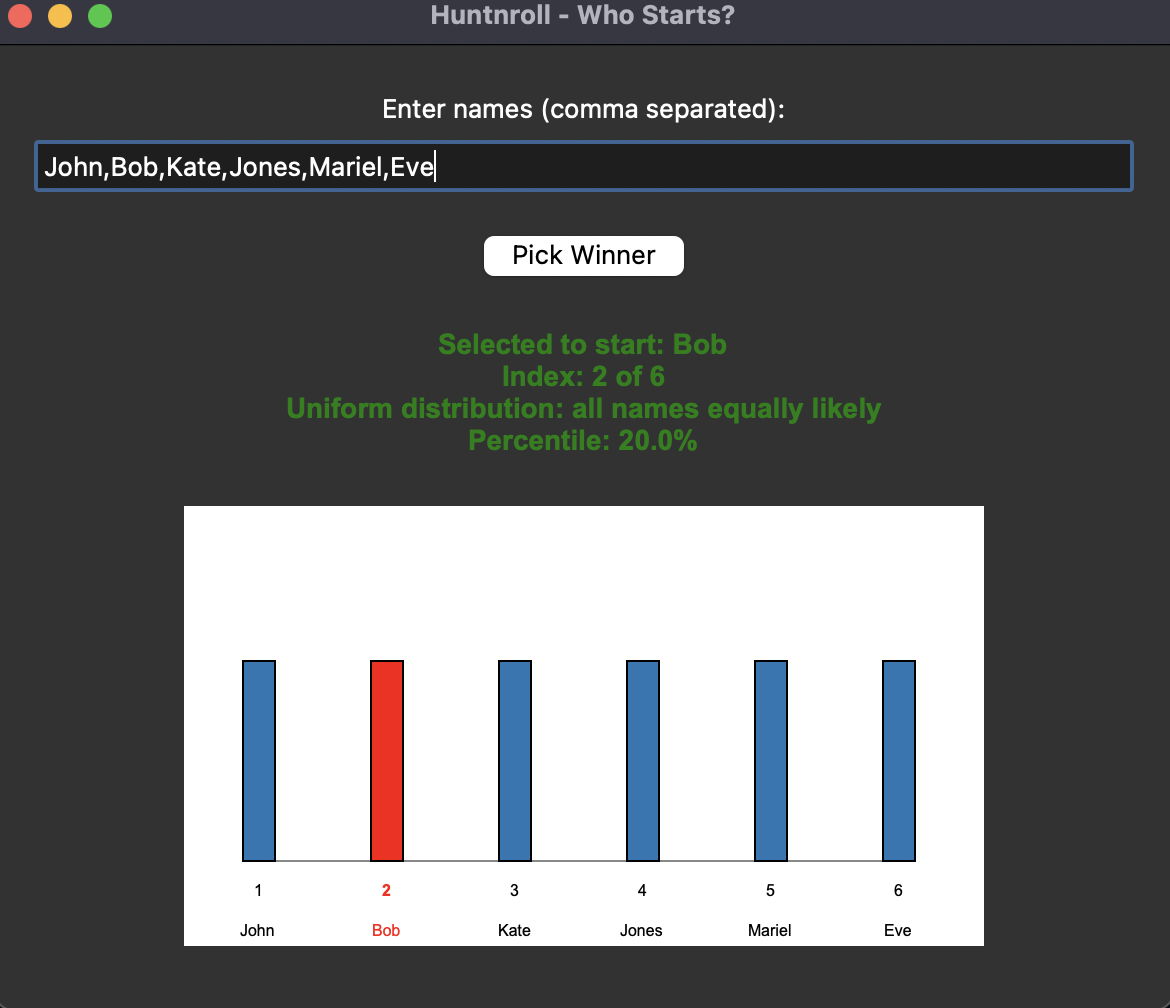 Huntnroll - Who Starts?
Enter names (comma separated):
John,Bob,Kate,Jones,Mariel,Eve
Pick Winner
Selected to start: Bob
Index: 2 of 6
Uniform distribution: all names equally likely
Percentile: 20.0%
1 2 3 4 5 6
John Bob Kate Jones Mariel Eve